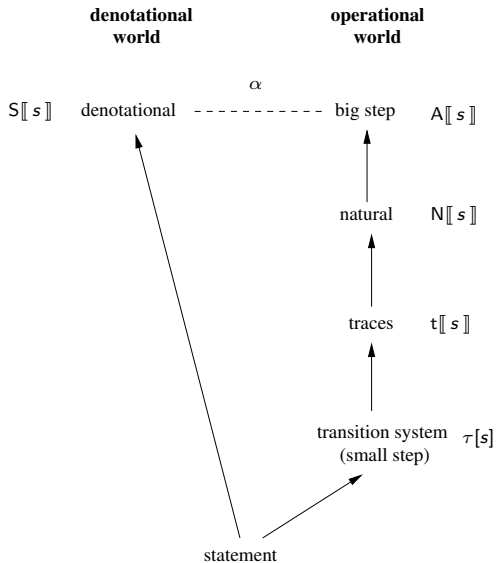 denotational world
operational world
α
S⟦ s ⟧ denotational big step A⟦ s ⟧
natural N⟦ s ⟧
traces t⟦ s ⟧
transition system τ[s]
(small step)
statement